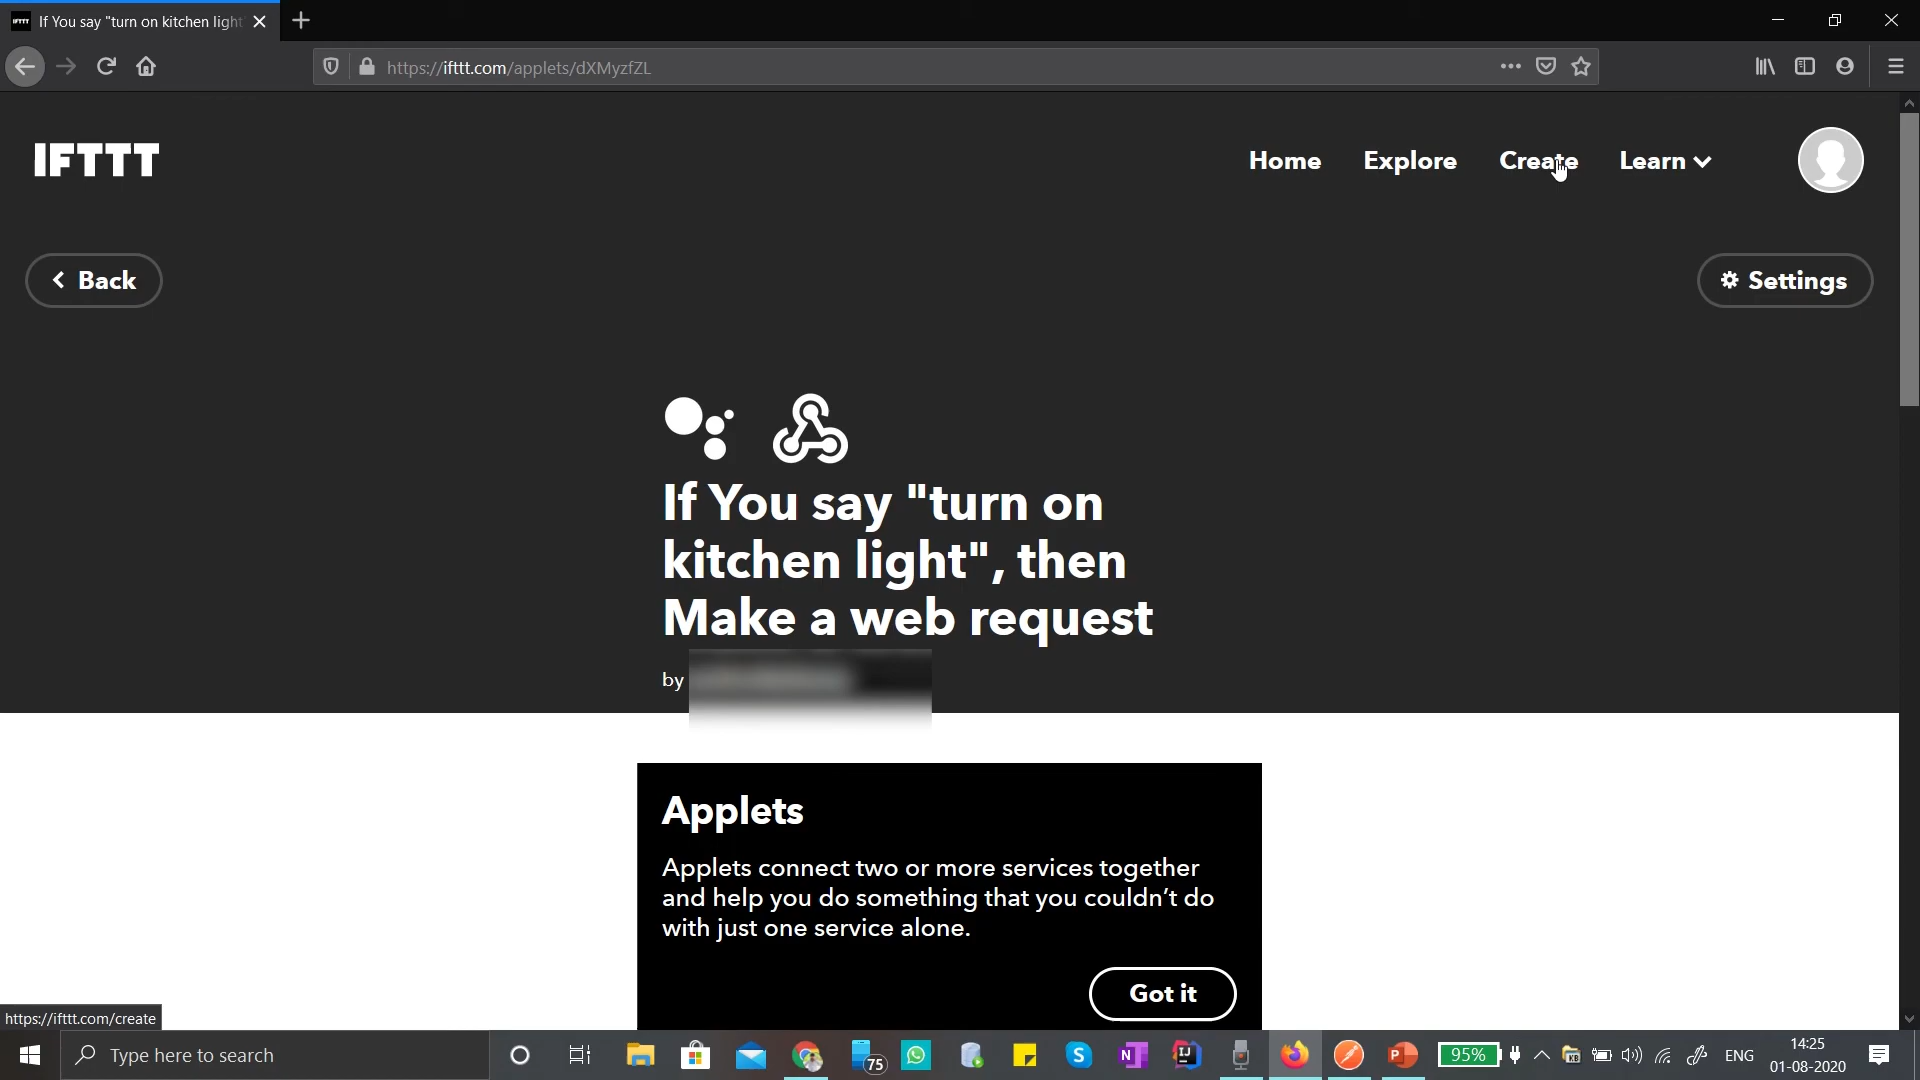 IFTTT If You say "turn on kitchen light"
https://ifttt.com/applets/dXMyzfZL
IFTTT
Home Explore Create Learn
Back
Settings
If You say "turn on
kitchen light", then
Make a web request
by
Applets
Applets connect two or more services together
and help you do something that you couldn't do
with just one service alone.
Got it
https://ifttt.com/create
Type here to search
75
N
IJ
P
95%
ENG
14:25
01-08-2020